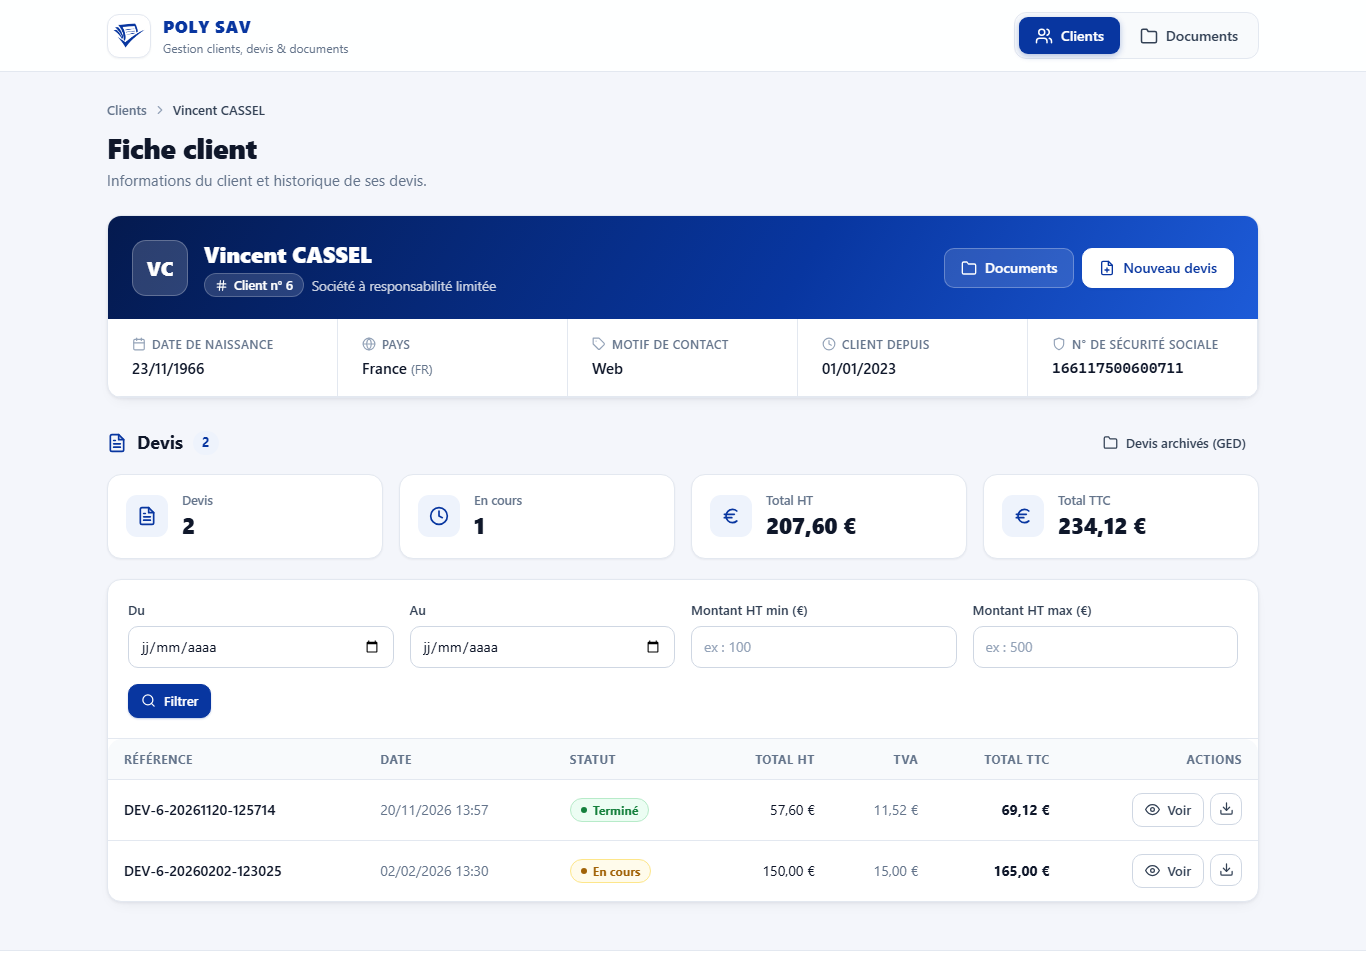 POLY SAV
Gestion clients, devis & documents
Clients
Documents
Clients > Vincent CASSEL
Fiche client
Informations du client et historique de ses devis.
VC
Vincent CASSEL
# Client n° 6
Société à responsabilité limitée
Documents
Nouveau devis
DATE DE NAISSANCE
23/11/1966
PAYS
France (FR)
MOTIF DE CONTACT
Web
CLIENT DEPUIS
01/01/2023
N° DE SÉCURITÉ SOCIALE
166117500600711
Devis 2
Devis archivés (GED)
Devis
2
En cours
1
Total HT
207,60 €
Total TTC
234,12 €
Du
jj/mm/aaaa
Au
jj/mm/aaaa
Montant HT min (€)
ex : 100
Montant HT max (€)
ex : 500
Filtrer
RÉFÉRENCE DATE STATUT TOTAL HT TVA TOTAL TTC ACTIONS
DEV-6-20261120-125714 20/11/2026 13:57 Terminé 57,60 € 11,52 € 69,12 € Voir
DEV-6-20260202-123025 02/02/2026 13:30 En cours 150,00 € 15,00 € 165,00 € Voir